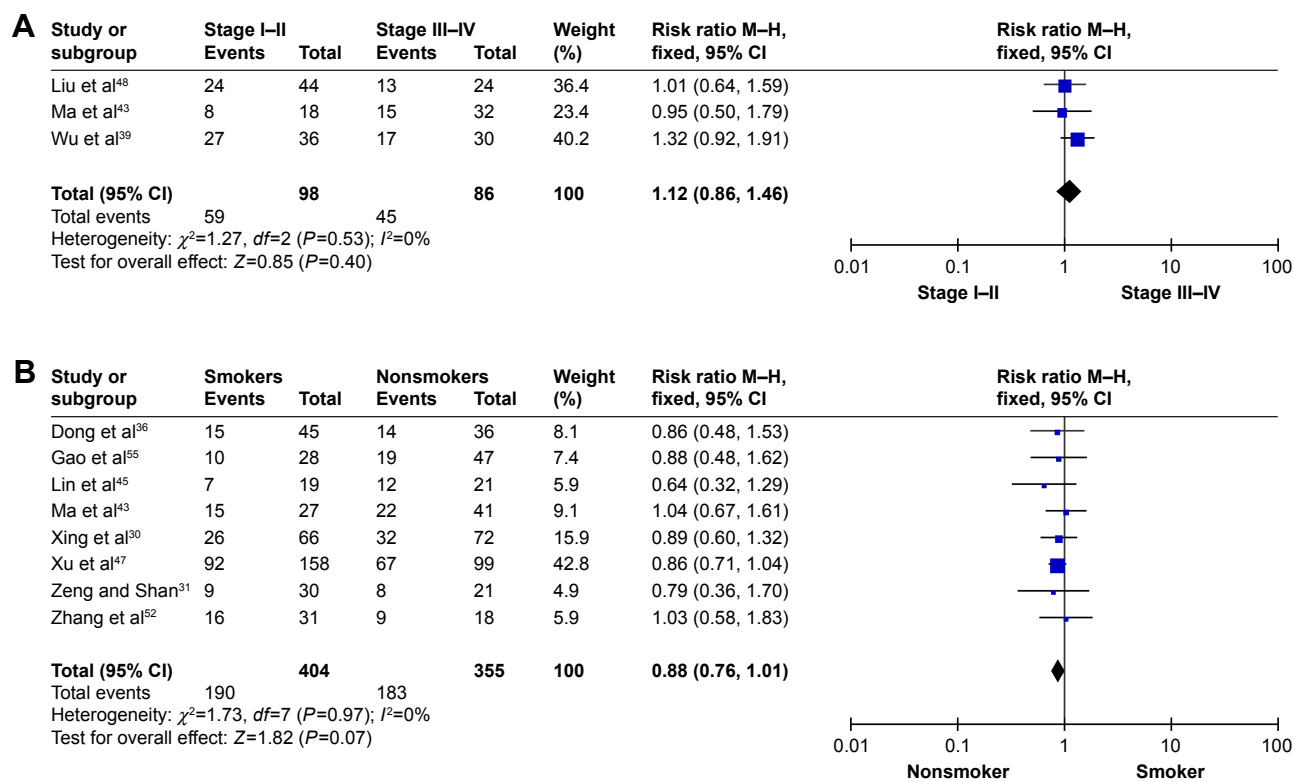 A
Study or subgroup Stage I–II Events Total Stage III–IV Events Total Weight (%) Risk ratio M–H, fixed, 95% CI Risk ratio M–H, fixed, 95% CI
Liu et al48 24 44 13 24 36.4 1.01 (0.64, 1.59)
Ma et al43 8 18 15 32 23.4 0.95 (0.50, 1.79)
Wu et al39 27 36 17 30 40.2 1.32 (0.92, 1.91)
Total (95% CI) 98 86 100 1.12 (0.86, 1.46)
Total events 59 45
Heterogeneity: χ2=1.27, df=2 (P=0.53); I2=0%
Test for overall effect: Z=0.85 (P=0.40)
0.01 0.1 1 10 100
Stage I–II Stage III–IV
B
Study or subgroup Smokers Events Total Nonsmokers Events Total Weight (%) Risk ratio M–H, fixed, 95% CI Risk ratio M–H, fixed, 95% CI
Dong et al36 15 45 14 36 8.1 0.86 (0.48, 1.53)
Gao et al55 10 28 19 47 7.4 0.88 (0.48, 1.62)
Lin et al45 7 19 12 21 5.9 0.64 (0.32, 1.29)
Ma et al43 15 27 22 41 9.1 1.04 (0.67, 1.61)
Xing et al30 26 66 32 72 15.9 0.89 (0.60, 1.32)
Xu et al47 92 158 67 99 42.8 0.86 (0.71, 1.04)
Zeng and Shan31 9 30 8 21 4.9 0.79 (0.36, 1.70)
Zhang et al52 16 31 9 18 5.9 1.03 (0.58, 1.83)
Total (95% CI) 404 355 100 0.88 (0.76, 1.01)
Total events 190 183
Heterogeneity: χ2=1.73, df=7 (P=0.97); I2=0%
Test for overall effect: Z=1.82 (P=0.07)
0.01 0.1 1 10 100
Nonsmoker Smoker